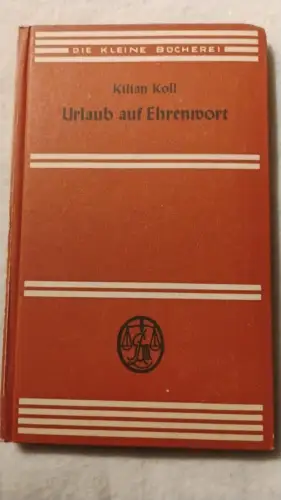 DIE KLEINE BÜCHEREI
Kilian Koll
Urlaub auf Ehrenwort